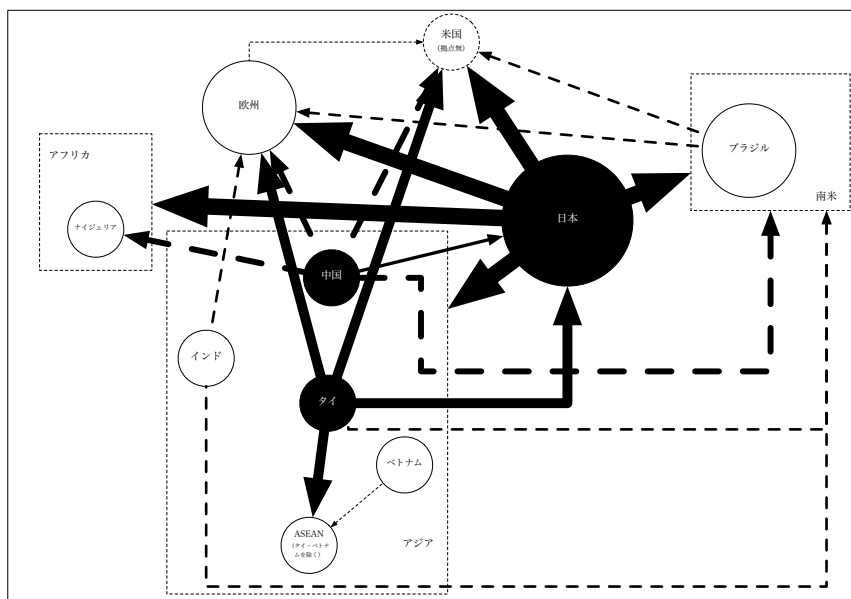 米国
(拠点無)
欧州
ブラジル
アフリカ
南米
日本
ナイジェリア
中国
インド
タイ
ベトナム
ASEAN
(タイ・ベトナ
ムを除く)
アジア